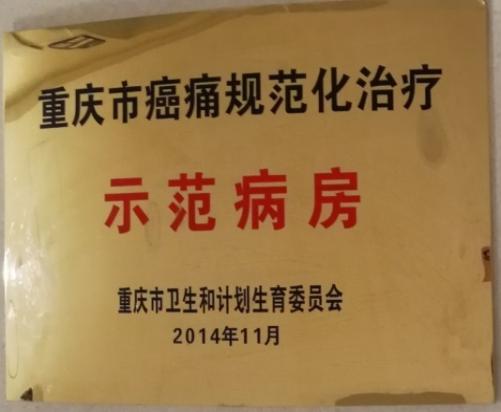 重庆市癌痛规范化治疗
示范病房
重庆市卫生和计划生育委员会
2014年11月